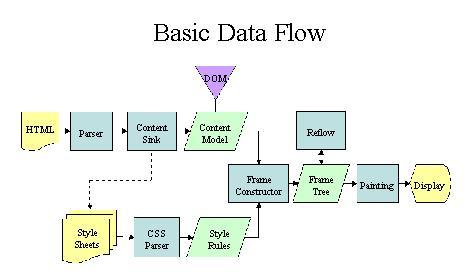 Basic Data Flow
DOM
HTML
Parser
Content
Sink
Content
Model
Reflow
Frame
Constructor
Frame
Tree
Painting
Display
Style
Sheets
CSS
Parser
Style
Rules